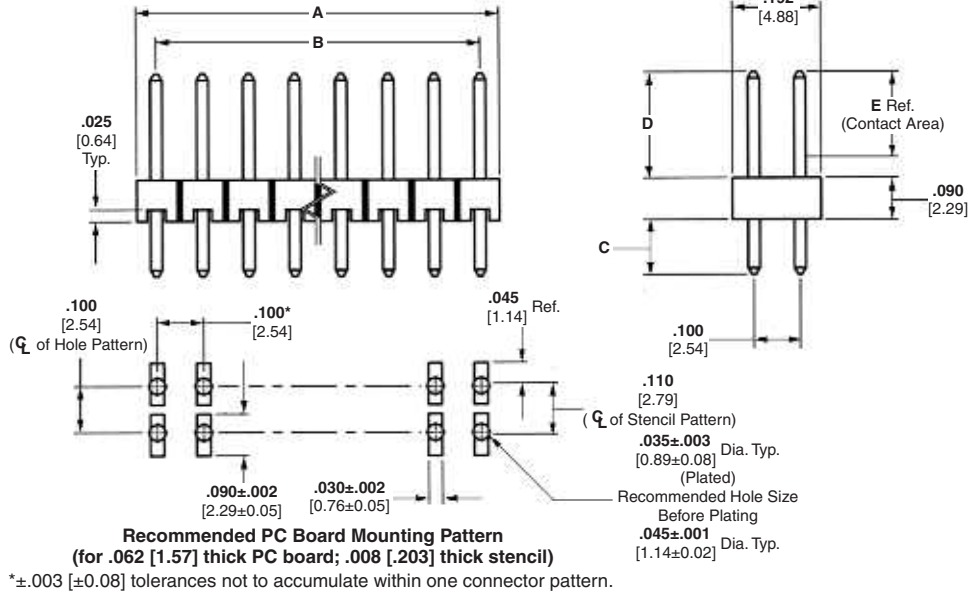 A
B
.192
[4.88]
.025
[0.64]
Typ.
D
E Ref.
(Contact Area)
.090
[2.29]
C
.100
[2.54]
(℄ of Hole Pattern)
.100*
[2.54]
.045
[1.14] Ref.
.100
[2.54]
.110
[2.79]
(℄ of Stencil Pattern)
.035±.003
[0.89±0.08] Dia. Typ.
(Plated)
Recommended Hole Size
Before Plating
.045±.001
[1.14±0.02] Dia. Typ.
.090±.002
[2.29±0.05]
.030±.002
[0.76±0.05]
Recommended PC Board Mounting Pattern
(for .062 [1.57] thick PC board; .008 [.203] thick stencil)
*±.003 [±0.08] tolerances not to accumulate within one connector pattern.